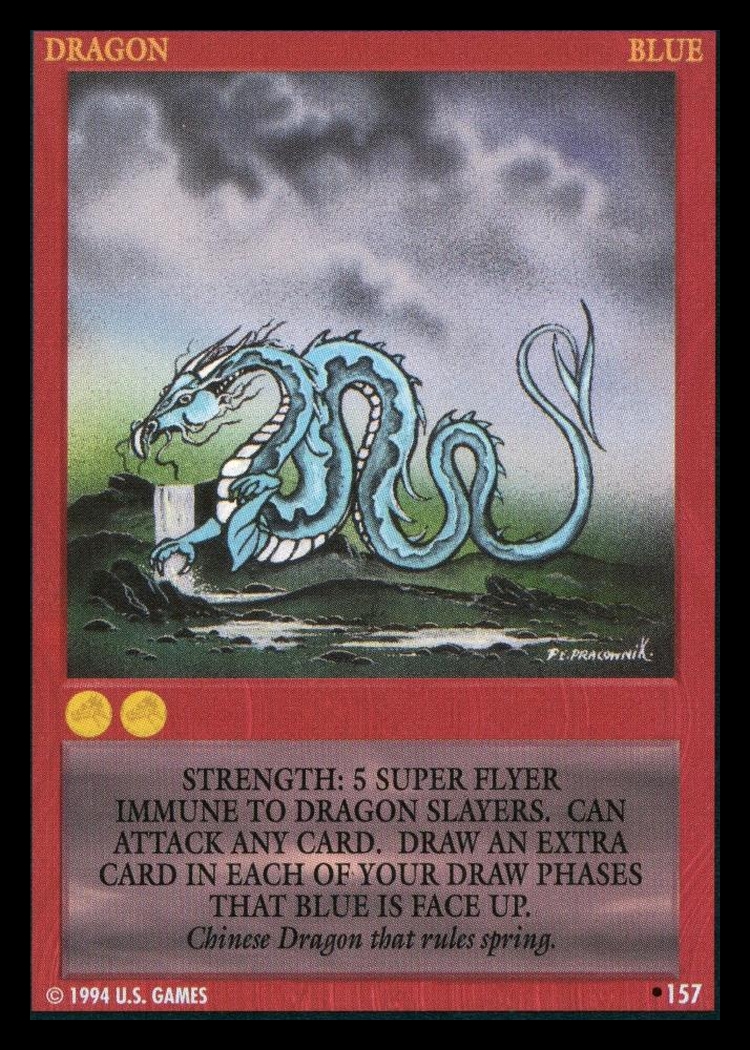 DRAGON BLUE
PE.PRACOWNIK.
STRENGTH: 5 SUPER FLYER
IMMUNE TO DRAGON SLAYERS. CAN
ATTACK ANY CARD. DRAW AN EXTRA
CARD IN EACH OF YOUR DRAW PHASES
THAT BLUE IS FACE UP.
Chinese Dragon that rules spring.
© 1994 U.S. GAMES •157